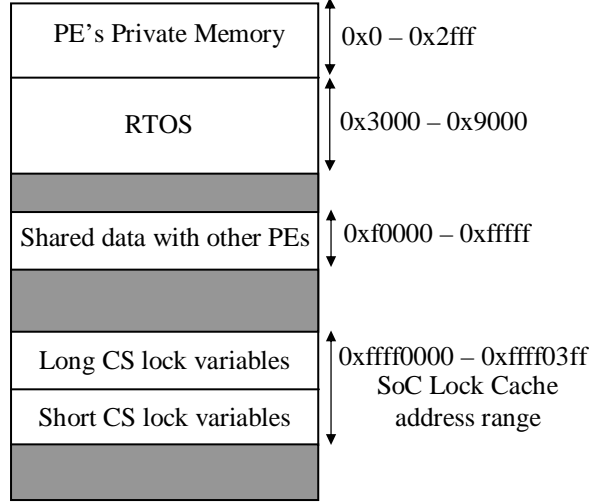 PE’s Private Memory
0x0 – 0x2fff
RTOS
0x3000 – 0x9000
Shared data with other PEs
0xf0000 – 0xfffff
Long CS lock variables
0xffff0000 – 0xffff03ff
SoC Lock Cache
Short CS lock variables
address range